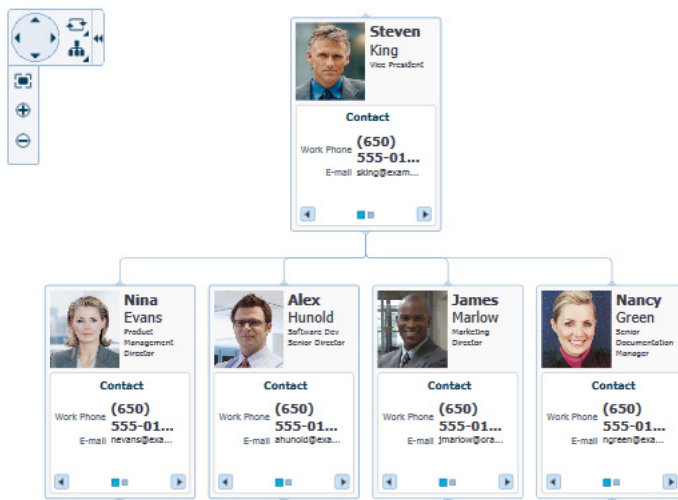 Steven
King
Vice President
Contact
Work Phone (650)
555-01...
E-mail sking@exam...
Nina
Evans
Product
Management
Director
Contact
Work Phone (650)
555-01...
E-mail nevans@exa...
Alex
Hunold
Software Dev
Senior Director
Contact
Work Phone (650)
555-01...
E-mail ahunold@exa...
James
Marlow
Marketing
Director
Contact
Work Phone (650)
555-01...
E-mail jmarlow@ora...
Nancy
Green
Senior
Documentation
Manager
Contact
Work Phone (650)
555-01...
E-mail ngreen@exa...